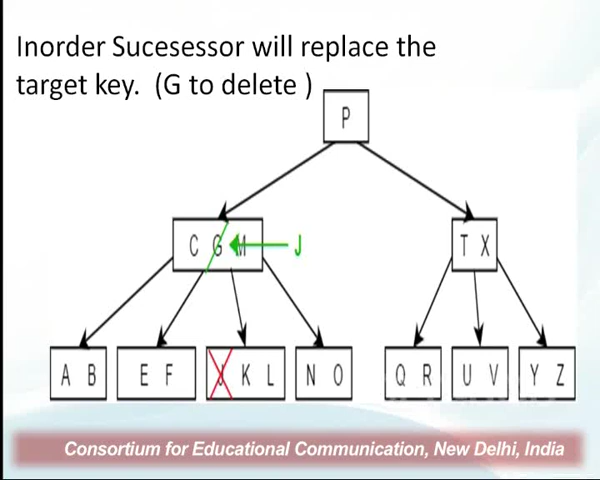 Inorder Sucesessor will replace the
target key. (G to delete )
P
C G M J
T X
A B E F J K L N O Q R U V Y Z
Consortium for Educational Communication, New Delhi, India